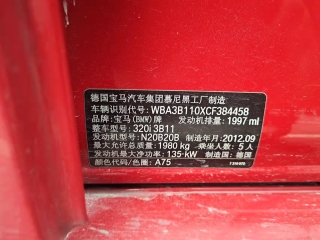 德国宝马汽车集团慕尼黑工厂制造
车辆识别代号: WBA3B110XCF384458
品牌: 宝马(BMW)牌 发动机排量: 1997 ml
整车型号: 320i 3B11
发动机型号: N20B20B 制造年月: 2012.09
最大允许总质量: 1980 kg 乘坐人数: 5 人
发动机最大净功率: 135 kW 制造国: 德国
颜色代码/色圈: A75